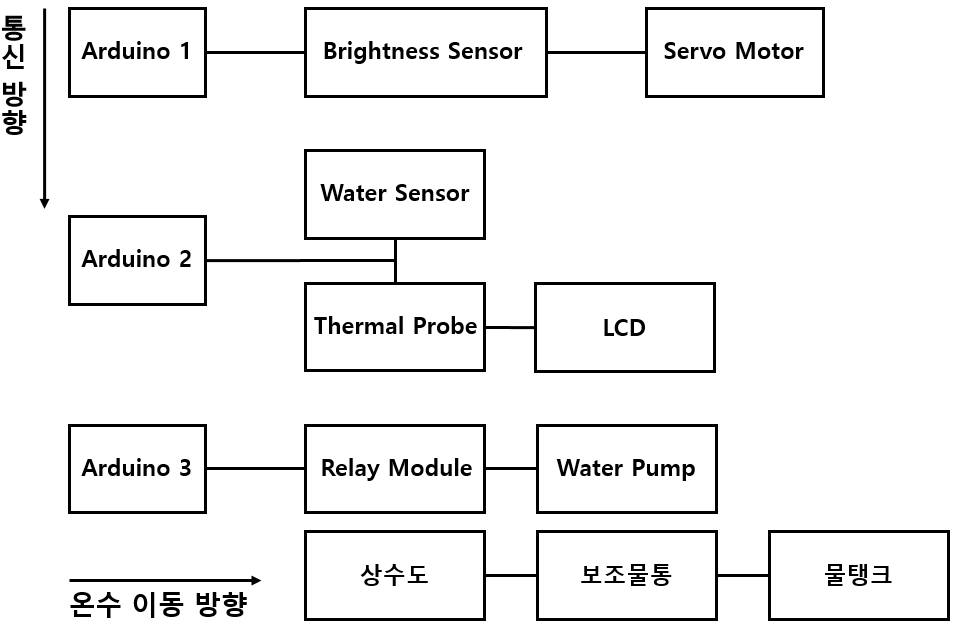 통신 방향
Arduino 1
Brightness Sensor
Servo Motor
Water Sensor
Arduino 2
Thermal Probe
LCD
Arduino 3
Relay Module
Water Pump
상수도
보조물통
물탱크
온수 이동 방향